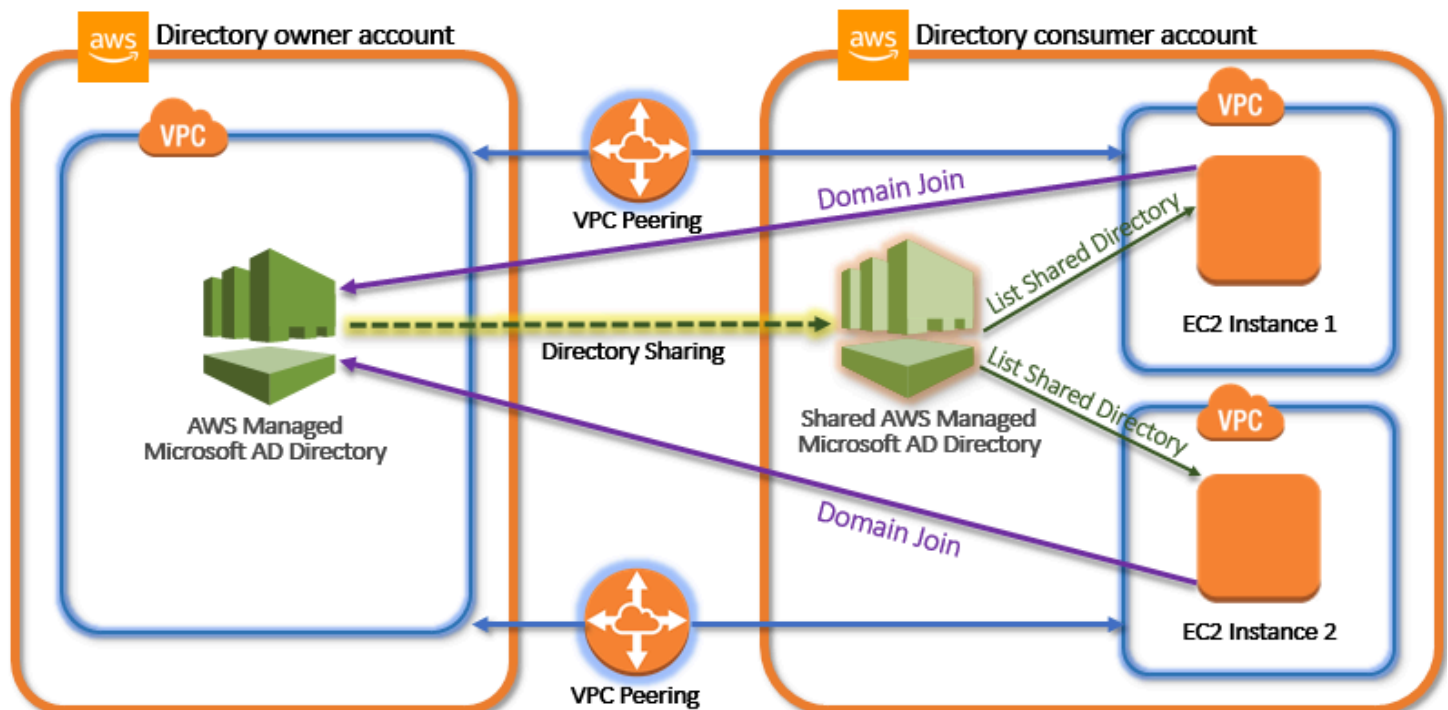 aws
Directory owner account
aws
Directory consumer account
VPC
VPC
VPC Peering
Domain Join
List Shared Directory
EC2 Instance 1
Directory Sharing
List Shared Directory
AWS Managed
Microsoft AD Directory
Shared AWS Managed
Microsoft AD Directory
VPC
Domain Join
EC2 Instance 2
VPC Peering